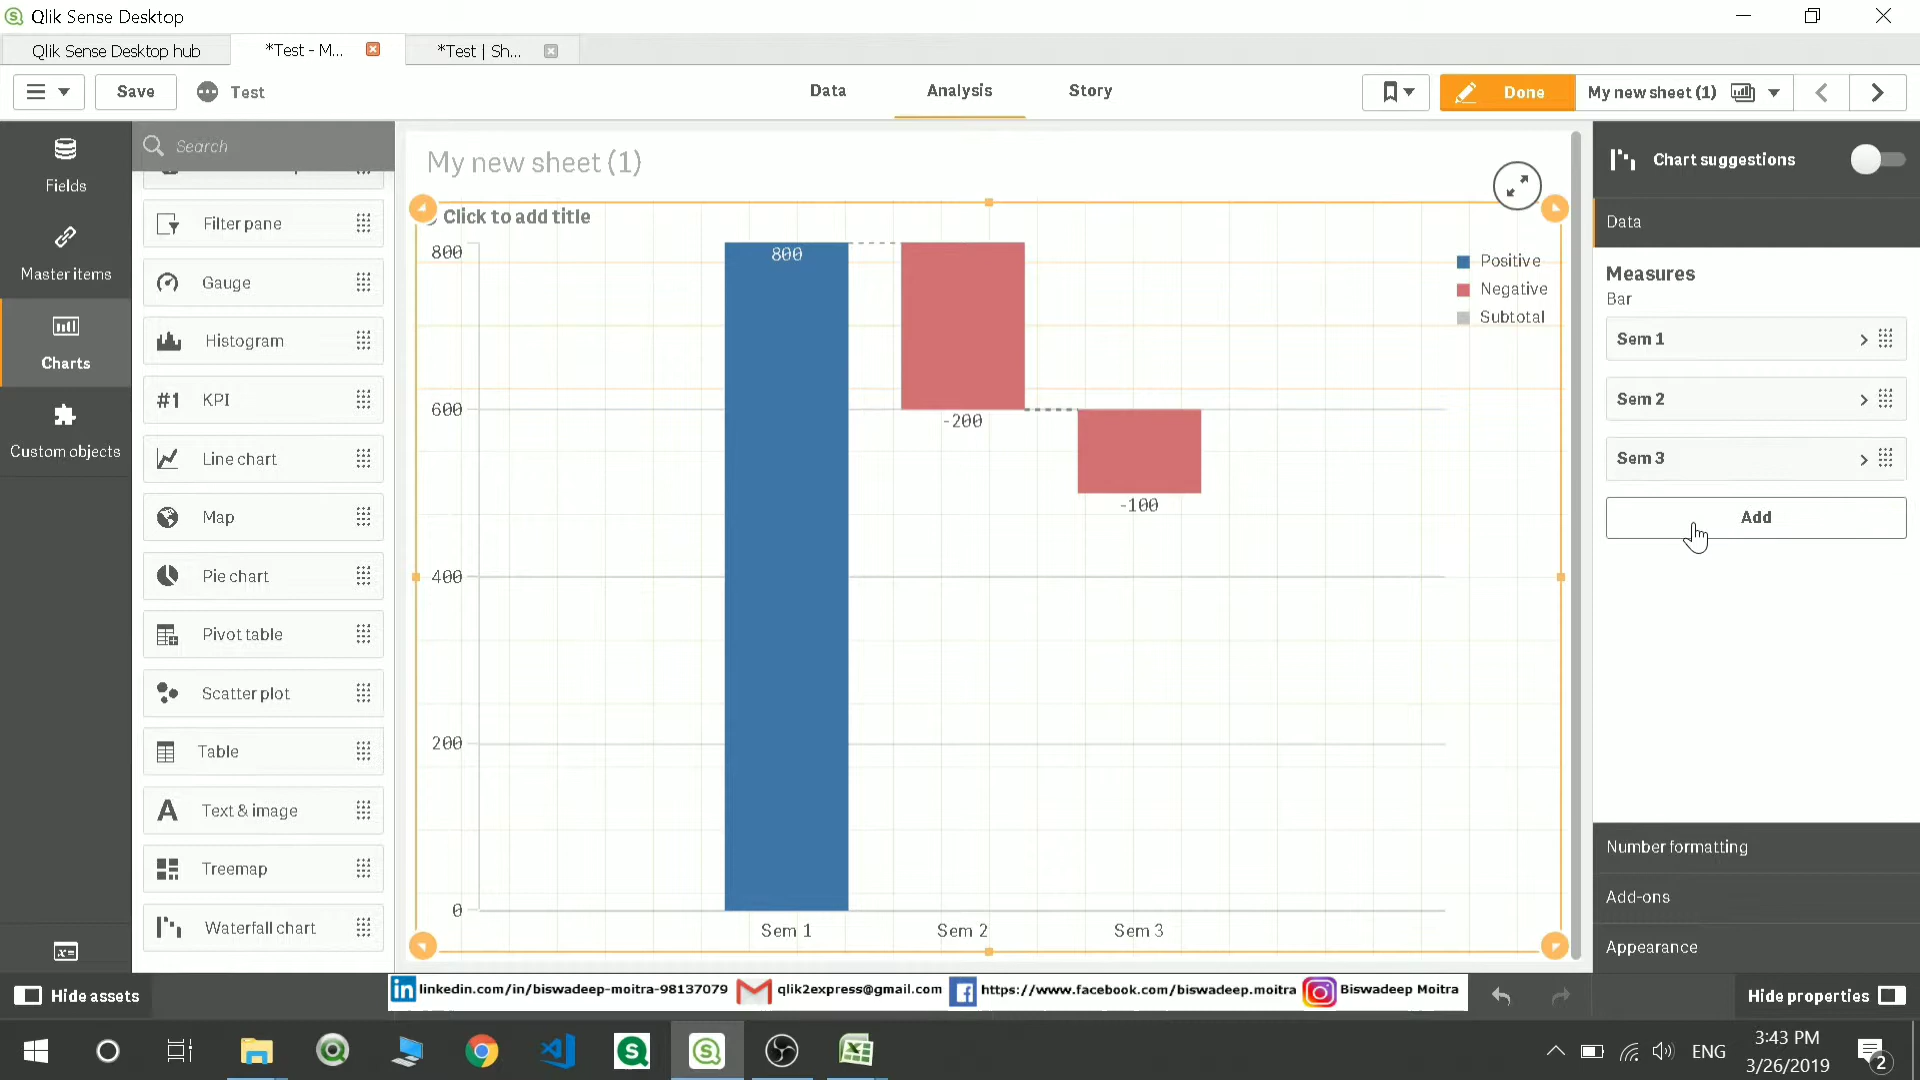 Qlik Sense Desktop
Qlik Sense Desktop hub
*Test - M...
*Test | Sh...
Save
Test
Data
Analysis
Story
Done
My new sheet (1)
Fields
Master items
Charts
Custom objects
Search
Filter pane
Gauge
Histogram
#1 KPI
Line chart
Map
Pie chart
Pivot table
Scatter plot
Table
A Text & image
Treemap
Waterfall chart
My new sheet (1)
Click to add title
800
600
400
200
0
800
-200
-100
Sem 1
Sem 2
Sem 3
Positive
Negative
Subtotal
Chart suggestions
Data
Measures
Bar
Sem 1
Sem 2
Sem 3
Add
Number formatting
Add-ons
Appearance
Hide assets
linkedin.com/in/biswadeep-moitra-98137079
qlik2express@gmail.com
https://www.facebook.com/biswadeep.moitra
Biswadeep Moitra
Hide properties
ENG
3:43 PM
3/26/2019
2